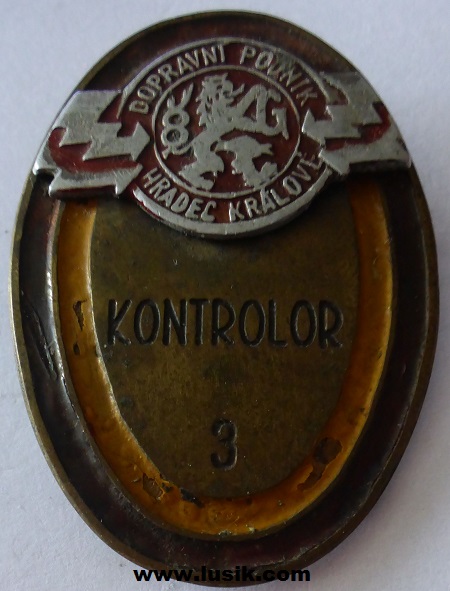 DOPRAVNÍ PODNIK
G
HRADEC KRÁLOVÉ
KONTROLOR
3
www.lusik.com